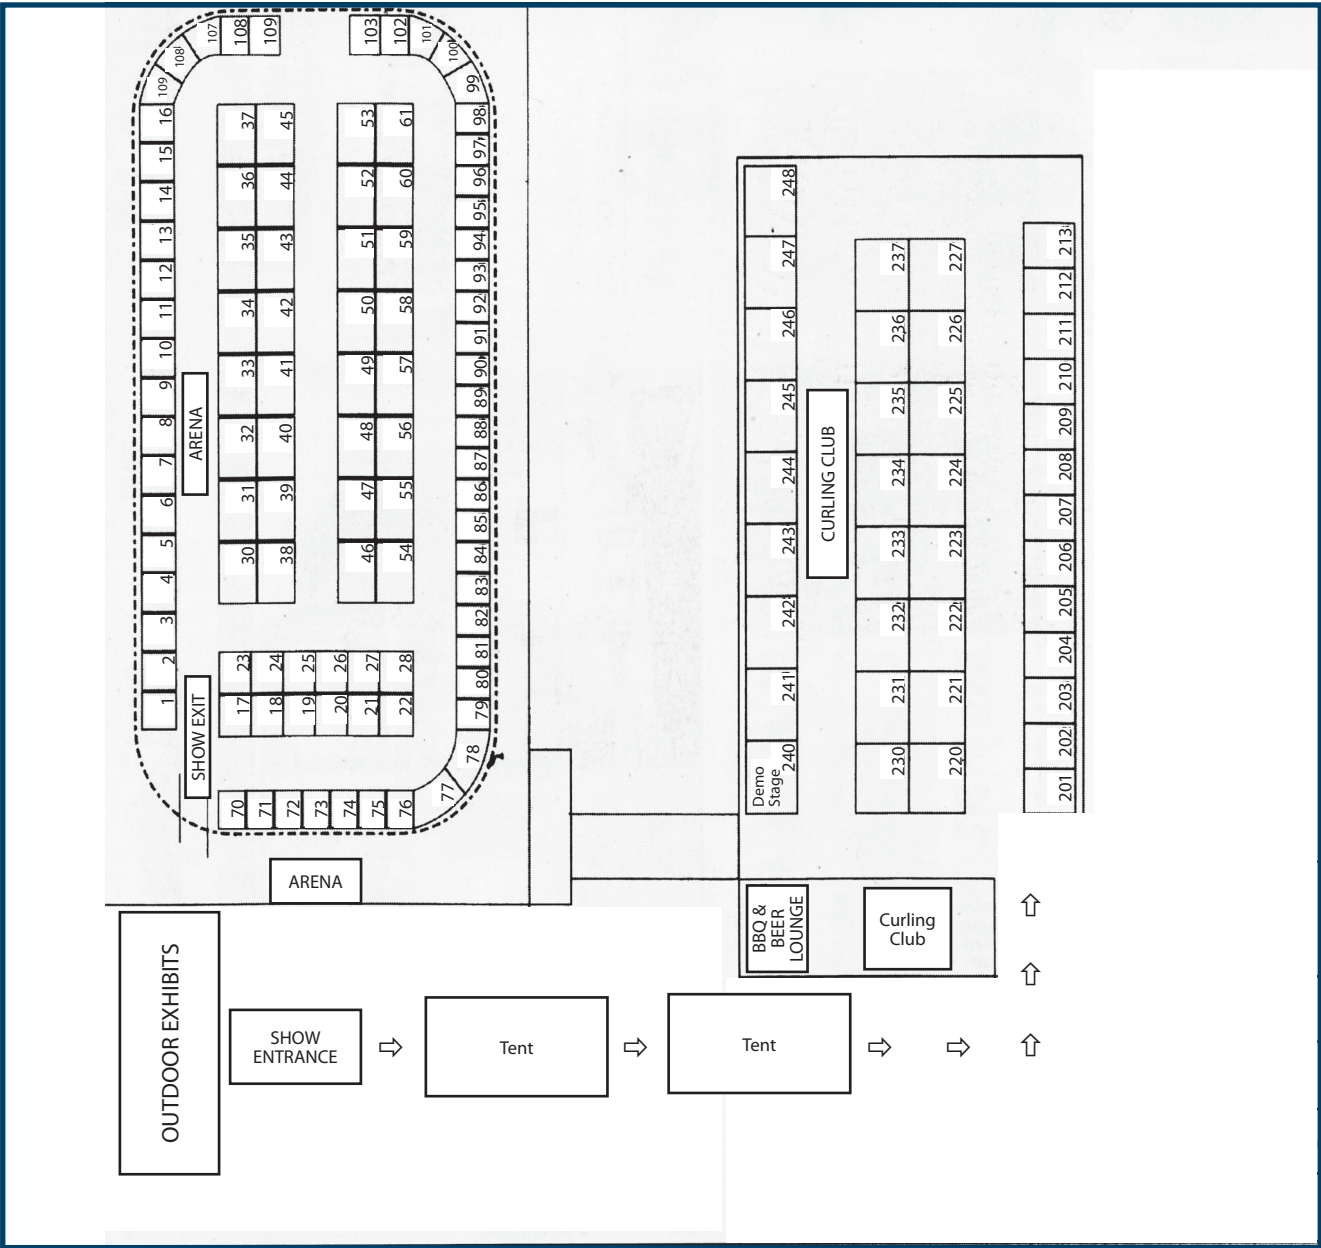 107 108 109
103 102 101
108
100
109
99
16 37 45 53 61 98
15 97
14 36 44 52 60 96
95
13 35 43 51 59 94
12 93
11 34 42 50 58 92
10 91
9 33 41 49 57 90
89
8 32 40 48 56 88
7 87
6 31 39 47 55 86
5 85
4 30 38 46 54 84
83
3 82
2 23 24 25 26 27 28 81
80
1 17 18 19 20 21 22 79
78
77
70 71 72 73 74 75 76
ARENA
SHOW EXIT
ARENA
248
247 237 227 213
212
246 236 226 211
210
245 235 225 209
244 234 224 208
207
243 233 223 206
242 232 222 205
204
241 231 221 203
202
240 230 220 201
Demo
Stage
CURLING CLUB
BBQ &
BEER
LOUNGE
Curling
Club
OUTDOOR EXHIBITS
SHOW
ENTRANCE
Tent
Tent